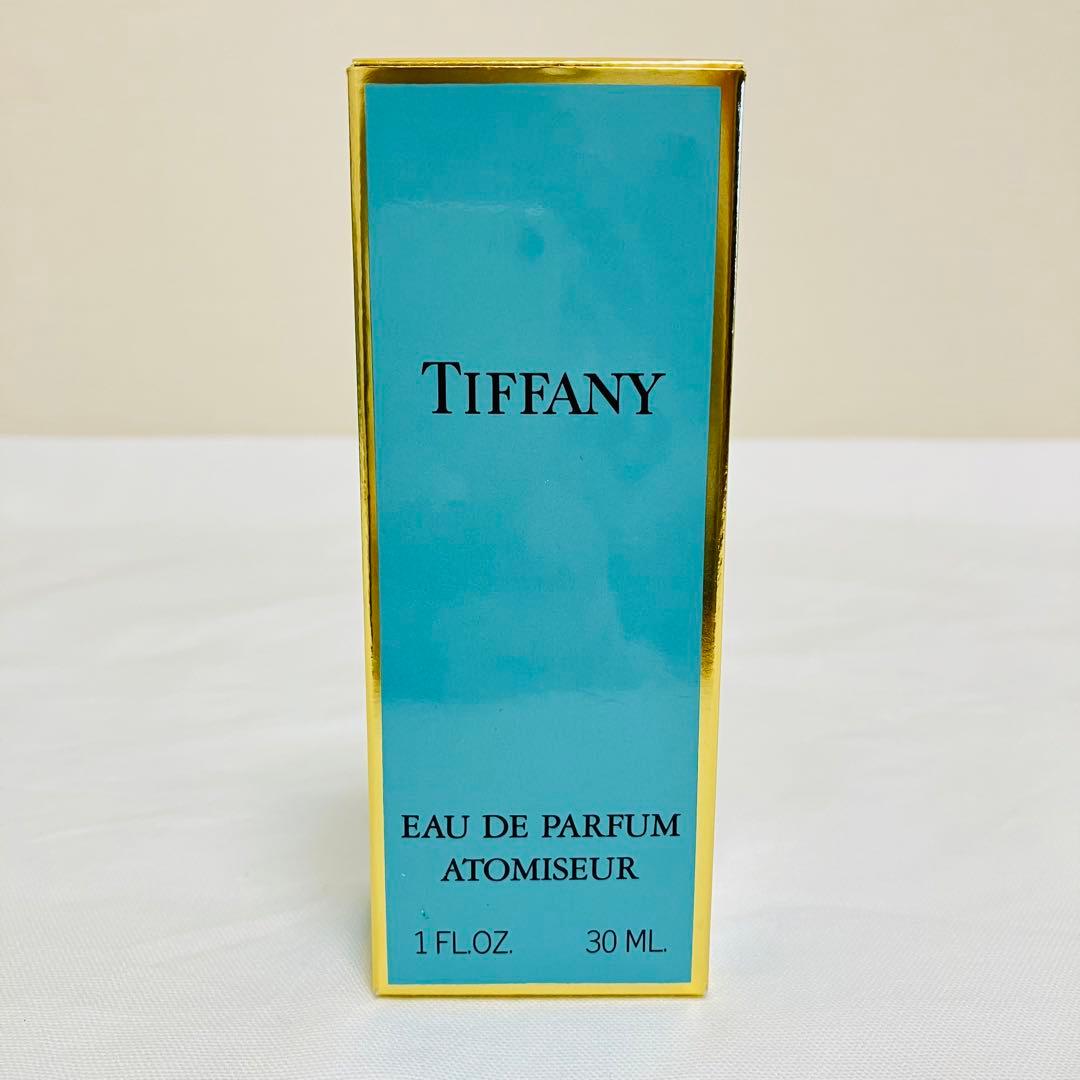 TIFFANY
EAU DE PARFUM
ATOMISEUR
1 FL.OZ. 30 ML.